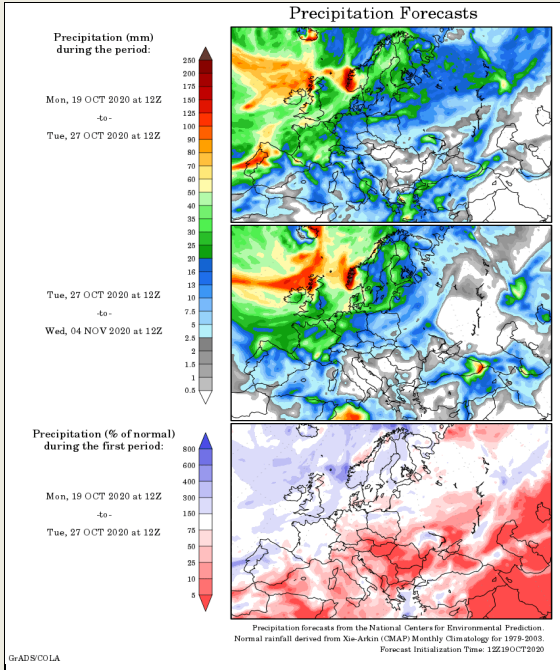 Precipitation Forecasts
Precipitation (mm)
during the period:
Mon, 19 OCT 2020 at 12Z
-to-
Tue, 27 OCT 2020 at 12Z
250
200
175
150
125
100
90
80
70
60
50
40
35
30
25
20
16
13
10
7.5
5
2.5
2
1.5
1
0.5
Tue, 27 OCT 2020 at 12Z
-to-
Wed, 04 NOV 2020 at 12Z
Precipitation (% of normal)
during the first period:
Mon, 19 OCT 2020 at 12Z
-to-
Tue, 27 OCT 2020 at 12Z
800
600
400
300
150
75
50
25
10
5
Precipitation forecasts from the National Centers for Environmental Prediction.
Normal rainfall derived from Xie-Arkin (CMAP) Monthly Climatology for 1979-2003.
Forecast Initialization Time: 12Z19OCT2020
GrADS/COLA